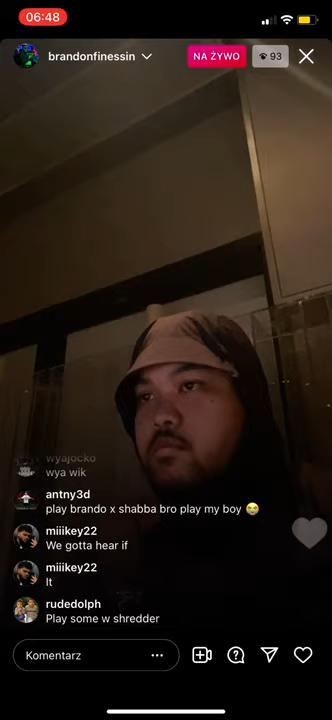 06:48
brandonfinessin
NA ŻYWO
93
wyajocko
wya wik
antny3d
play brando x shabba bro play my boy 😭
miiikey22
We gotta hear if
miiikey22
It
rudedolph
Play some w shredder
Komentarz